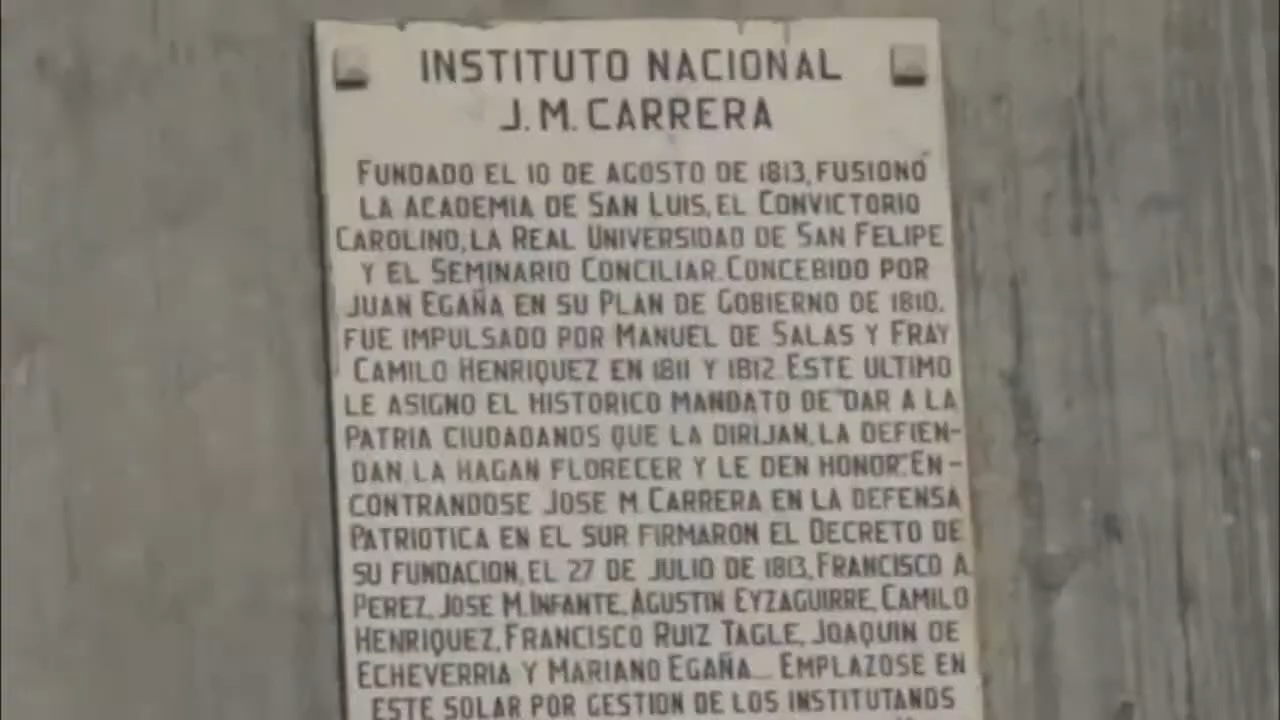 INSTITUTO NACIONAL
J. M. CARRERA
FUNDADO EL 10 DE AGOSTO DE 1813, FUSIONÓ
LA ACADEMIA DE SAN LUIS, EL CONVICTORIO
CAROLINO, LA REAL UNIVERSIDAD DE SAN FELIPE
Y EL SEMINARIO CONCILIAR. CONCEBIDO POR
JUAN EGAÑA EN SU PLAN DE GOBIERNO DE 1810,
FUE IMPULSADO POR MANUEL DE SALAS Y FRAY
CAMILO HENRIQUEZ EN 1811 Y 1812. ESTE ULTIMO
LE ASIGNO EL HISTORICO MANDATO DE "DAR A LA
PATRIA CIUDADANOS QUE LA DIRIJAN, LA DEFIEN-
DAN, LA HAGAN FLORECER Y LE DEN HONOR". EN-
CONTRANDOSE JOSE M. CARRERA EN LA DEFENSA
PATRIOTICA EN EL SUR FIRMARON EL DECRETO DE
SU FUNDACION, EL 27 DE JULIO DE 1813, FRANCISCO A.
PEREZ, JOSE M. INFANTE, AGUSTIN EYZAGUIRRE, CAMILO
HENRIQUEZ, FRANCISCO RUIZ TAGLE, JOAQUIN DE
ECHEVERRIA Y MARIANO EGAÑA... EMPLAZOSE EN
ESTE SOLAR POR GESTION DE LOS INSTITUTANOS